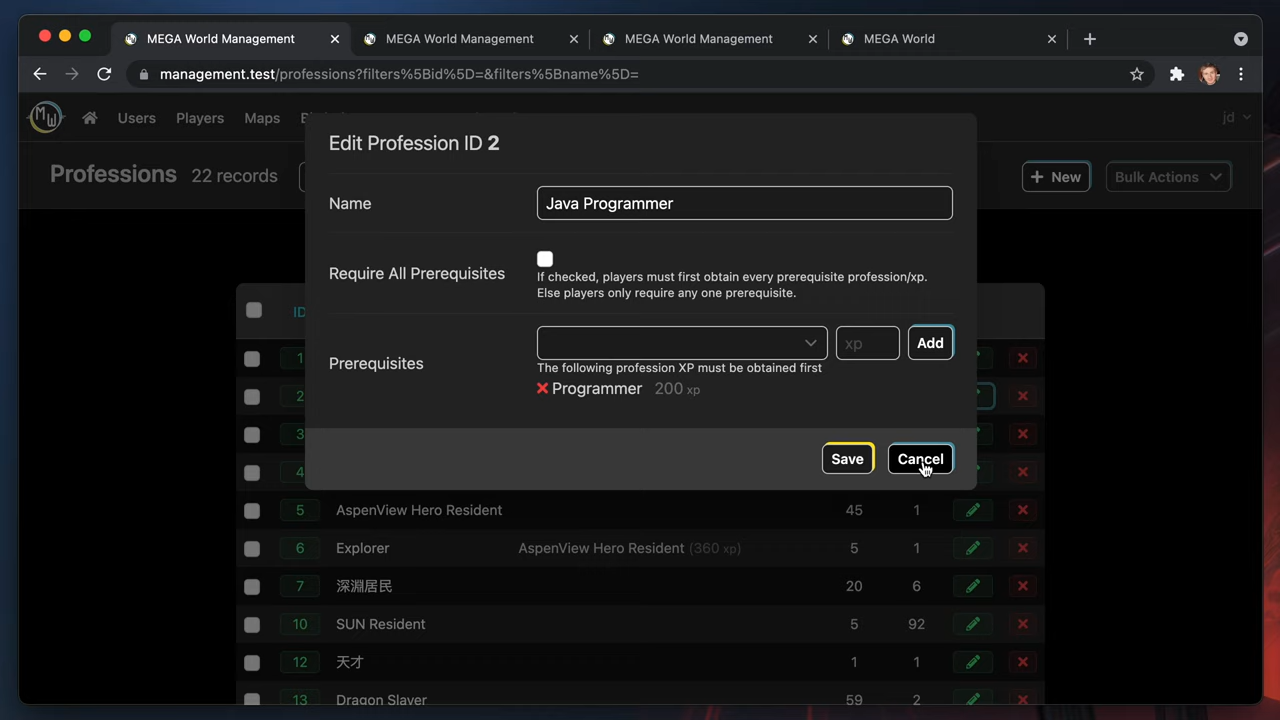 MEGA World Management
MEGA World Management
MEGA World Management
MEGA World
management.test/professions?filters%5Bid%5D=&filters%5Bname%5D=
MW
Users
Players
Maps
jd
Professions 22 records
+ New
Bulk Actions
Edit Profession ID 2
Name
Java Programmer
Require All Prerequisites
If checked, players must first obtain every prerequisite profession/xp.
Else players only require any one prerequisite.
Prerequisites
xp
Add
The following profession XP must be obtained first
Programmer 200 xp
Save
Cancel
ID
1
2
3
4
5 AspenView Hero Resident 45 1
6 Explorer AspenView Hero Resident (360 xp) 5 1
7 深淵居民 20 6
10 SUN Resident 5 92
12 天才 1 1
13 Dragon Slayer 59 2